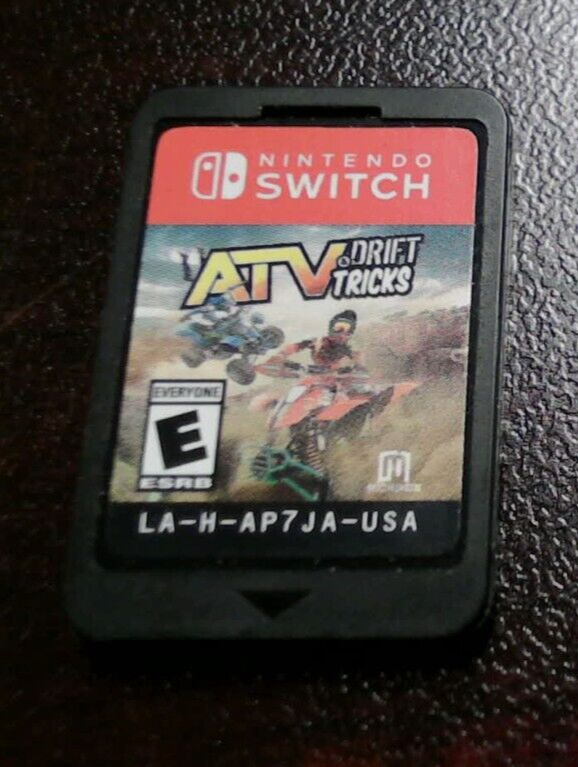 NINTENDO
SWITCH
ATV & DRIFT
TRICKS
EVERYONE
E
ESRB
LA-H-AP7JA-USA